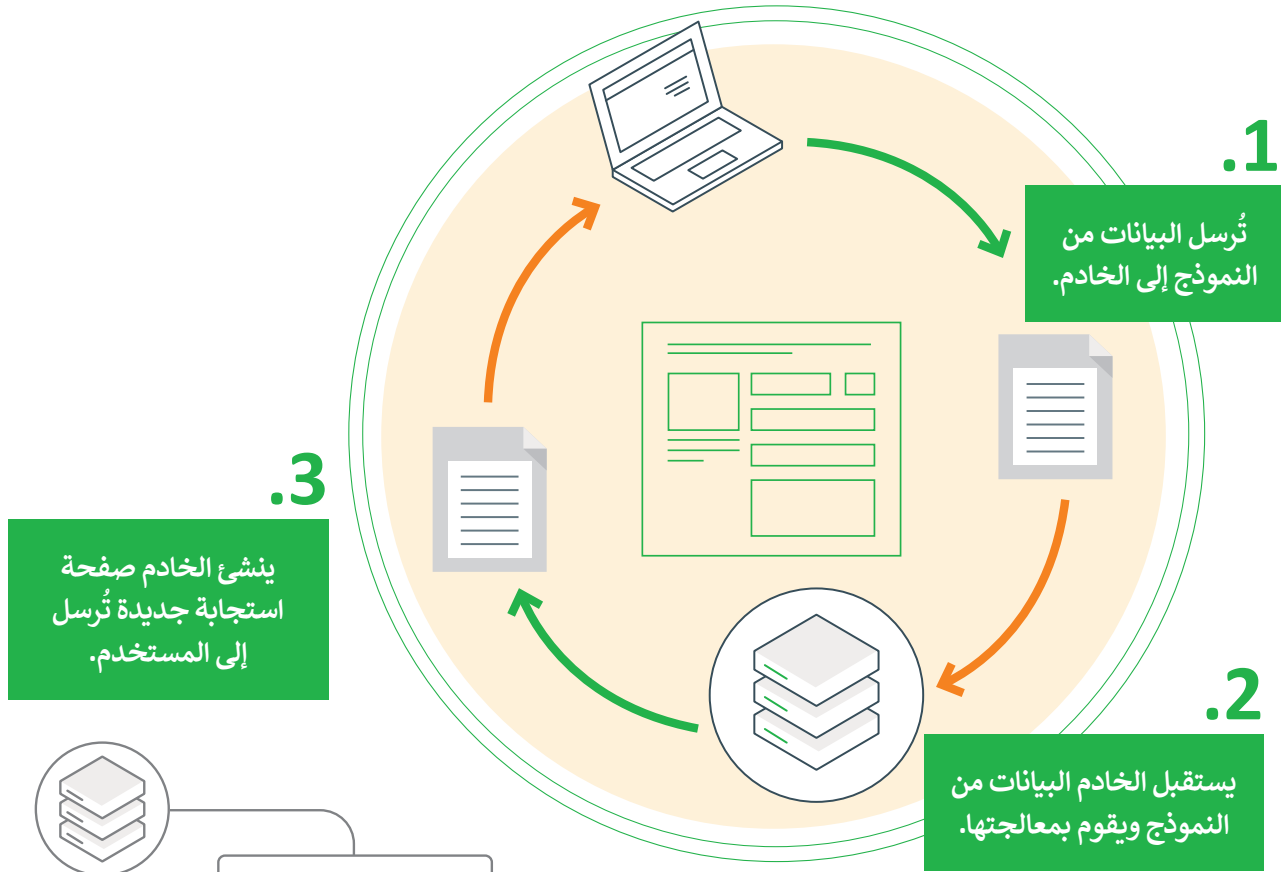 .1
تُرسل البيانات من
النموذج إلى الخادم.
.2
يستقبل الخادم البيانات من
النموذج ويقوم بمعالجتها.
.3
ينشئ الخادم صفحة
استجابة جديدة تُرسل
إلى المستخدم.